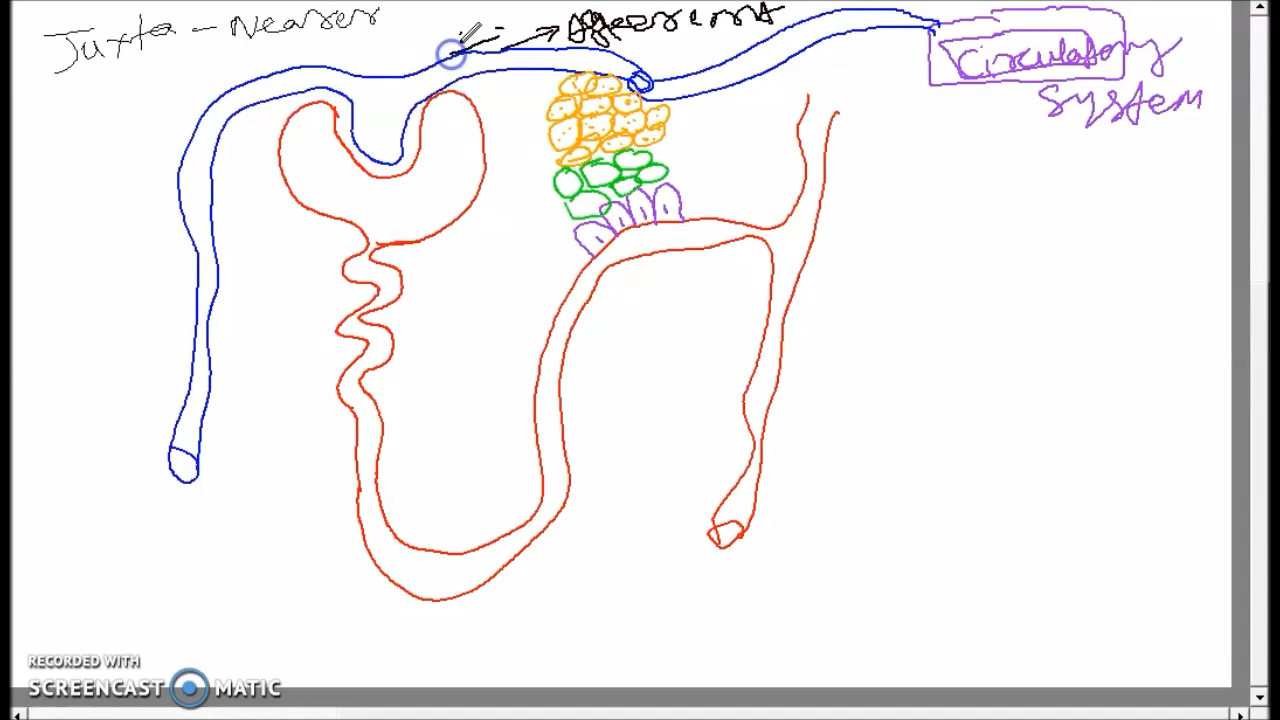 Juxta - Nearer
Afferent
Circulatory
System
RECORDED WITH
SCREENCAST MATIC